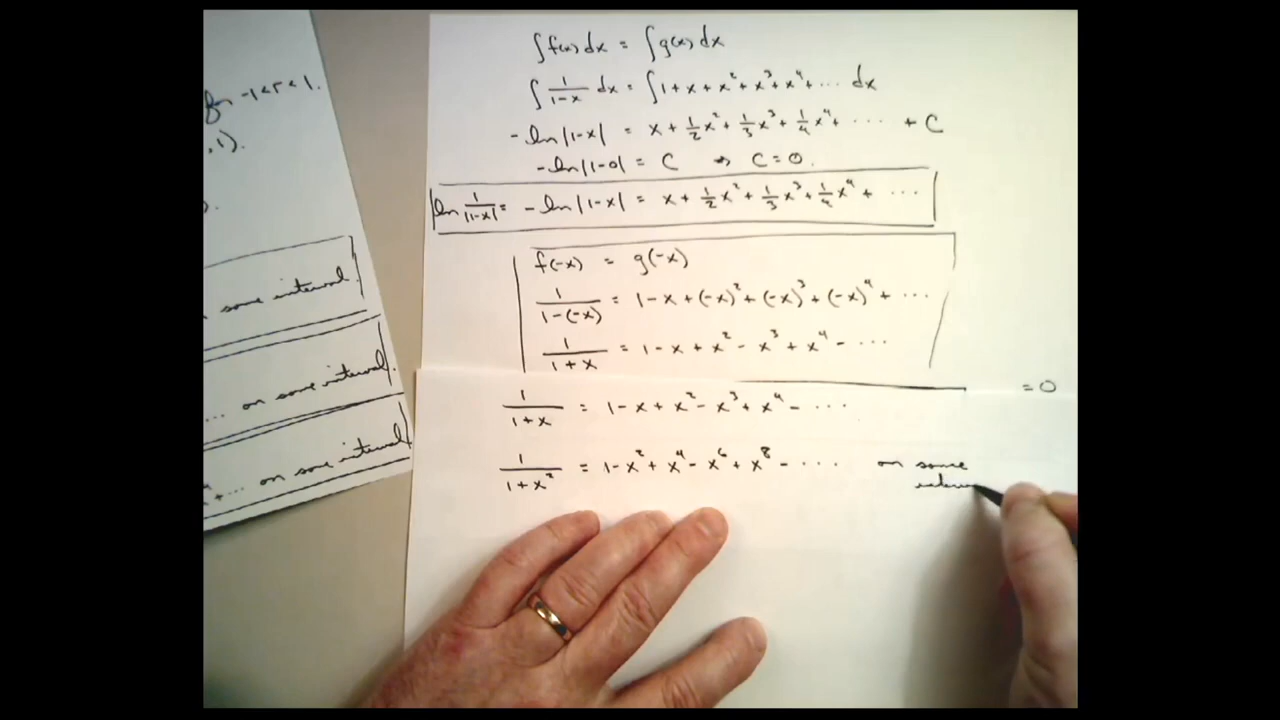 for -1<r<1.
,1).
).
some interval.
... on some interval.
+... on some interval
∫f(x)dx = ∫g(x)dx
∫ 1/(1-x) dx = ∫1+x+x²+x³+x⁴+··· dx
-ln|1-x| = x + 1/2x² + 1/3x³ + 1/4x⁴ + ··· + C
-ln|1-0| = C ⇒ C=0.
ln 1/|1-x| = -ln|1-x| = x + 1/2x² + 1/3x³ + 1/4x⁴ + ···
f(-x) = g(-x)
1/(1-(-x)) = 1-x+(-x)²+(-x)³+(-x)⁴+···
1/(1+x) = 1-x+x²-x³+x⁴-···
=0
1/(1+x) = 1-x+x²-x³+x⁴-····
1/(1+x²) = 1-x²+x⁴-x⁶+x⁸-···· on some
interv